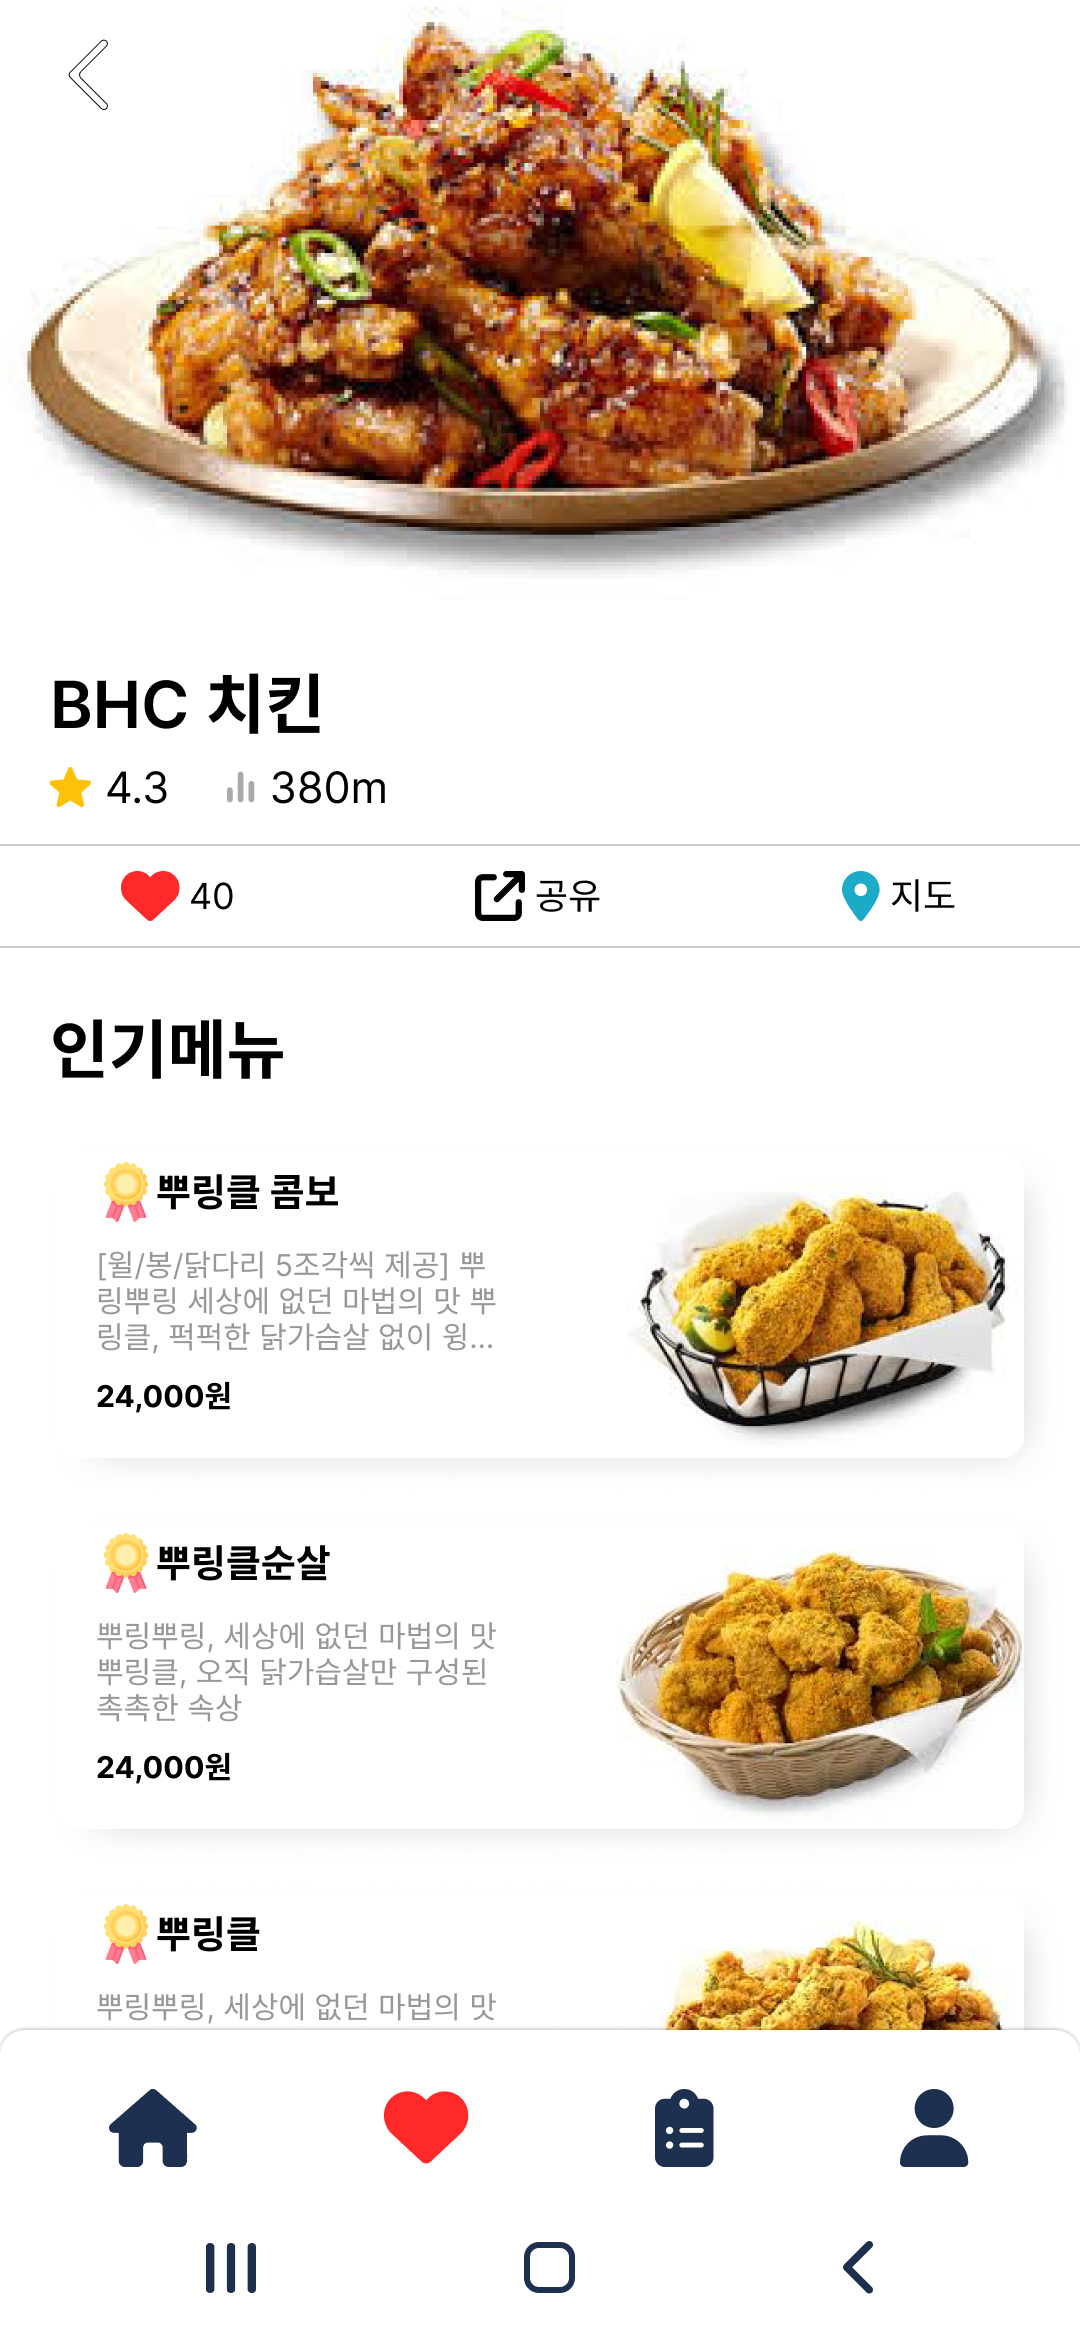 BHC 치킨
4.3 380m
40 공유 지도
인기메뉴
뿌링클 콤보
[윌/봉/닭다리 5조각씩 제공] 뿌
링뿌링 세상에 없던 마법의 맛 뿌
링클, 퍽퍽한 닭가슴살 없이 윙...
24,000원
뿌링클순살
뿌링뿌링, 세상에 없던 마법의 맛
뿌링클, 오직 닭가습살만 구성된
촉촉한 속상
24,000원
뿌링클
뿌링뿌링, 세상에 없던 마법의 맛